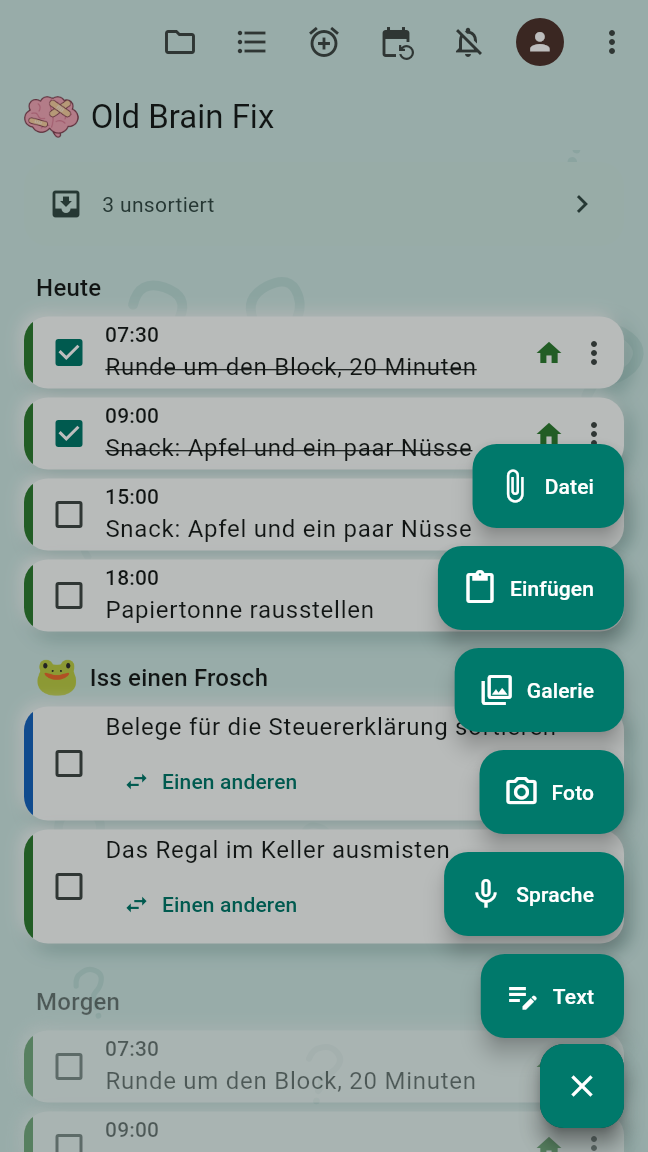 Old Brain Fix
3 unsortiert
Heute
07:30
Runde um den Block, 20 Minuten
09:00
Snack: Apfel und ein paar Nüsse
Datei
15:00
Snack: Apfel und ein paar Nüsse
Einfügen
18:00
Papiertonne rausstellen
Iss einen Frosch
Galerie
Belege für die Steuererklärung sortieren
Einen anderen
Foto
Das Regal im Keller ausmisten
Einen anderen
Sprache
Morgen
Text
07:30
Runde um den Block, 20 Minuten
09:00